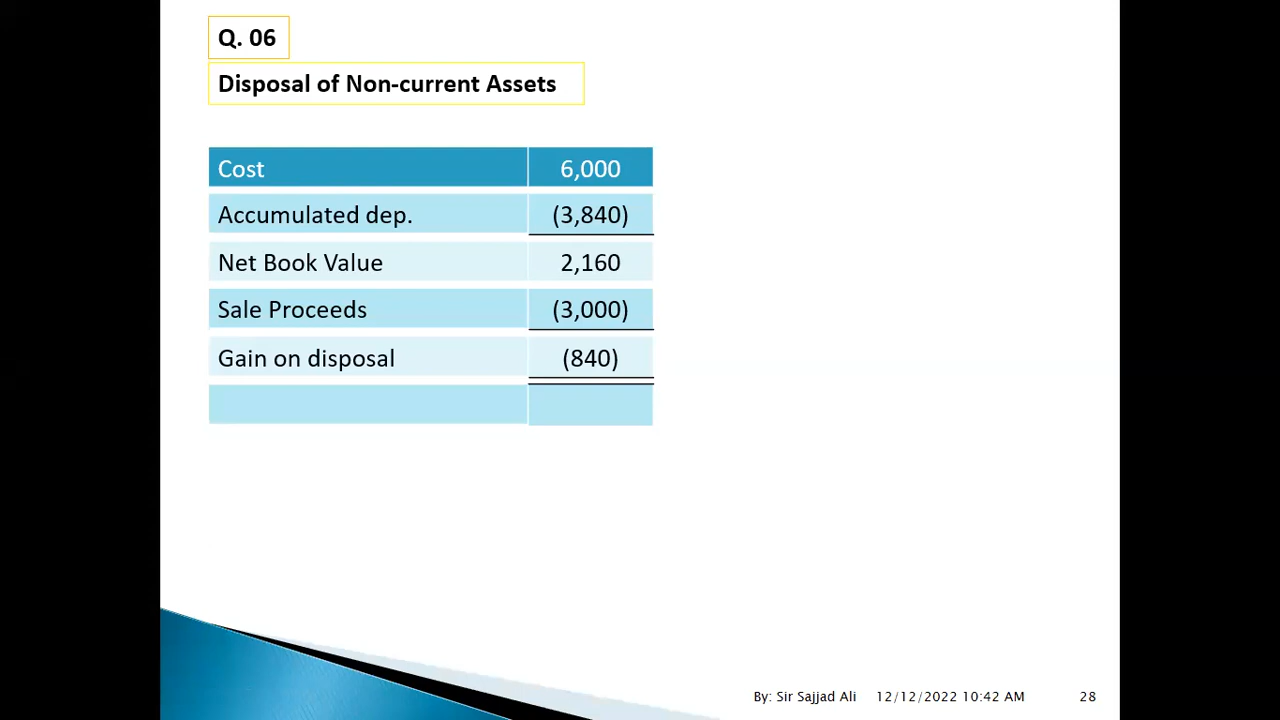 Q. 06
Disposal of Non-current Assets
Cost 6,000
Accumulated dep. (3,840)
Net Book Value 2,160
Sale Proceeds (3,000)
Gain on disposal (840)
By: Sir Sajjad Ali 12/12/2022 10:42 AM 28